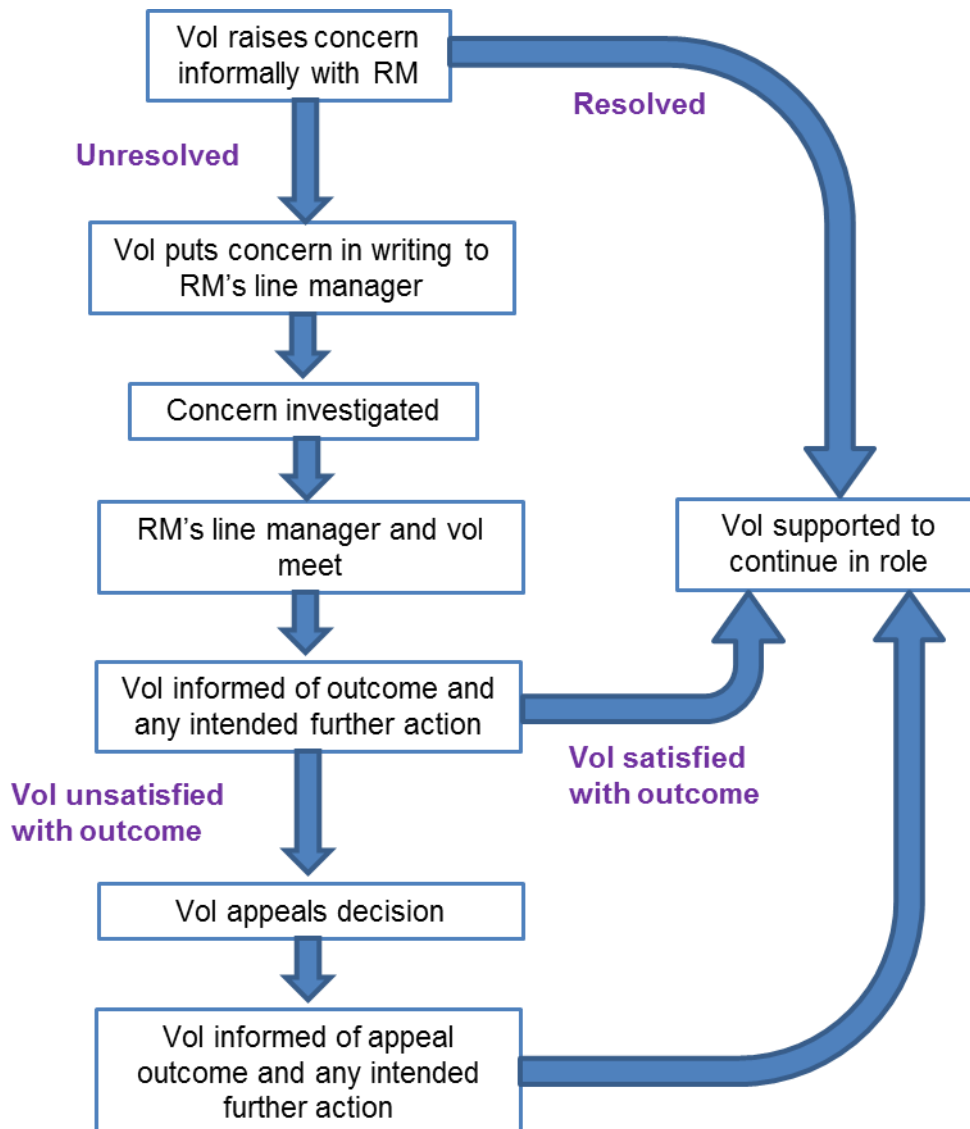 Vol raises concern
informally with RM
Resolved
Unresolved
Vol puts concern in writing to
RM's line manager
Concern investigated
RM's line manager and vol
meet
Vol supported to
continue in role
Vol informed of outcome and
any intended further action
Vol satisfied
with outcome
Vol unsatisfied
with outcome
Vol appeals decision
Vol informed of appeal
outcome and any intended
further action